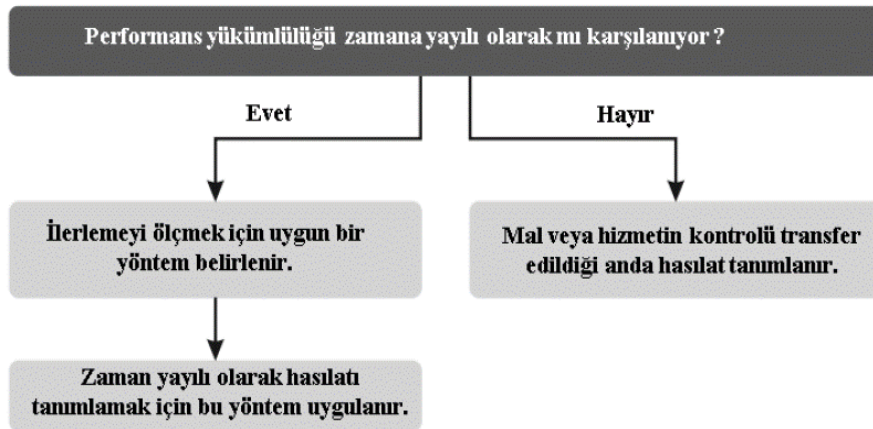 Performans yükümlülüğü zamana yayılı olarak mı karşılanıyor ?
Evet
Hayır
İlerlemeyi ölçmek için uygun bir
yöntem belirlenir.
Mal veya hizmetin kontrolü transfer
edildiği anda hasılat tanımlanır.
Zaman yayılı olarak hasılatı
tanımlamak için bu yöntem uygulanır.